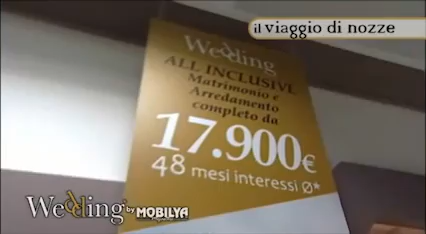 il viaggio di nozze
Wedding
ALL INCLUSIVE
Matrimonio e
Arredamento
completo da
17.900€
48 mesi interessi 0*
Wedding by MOBILYA